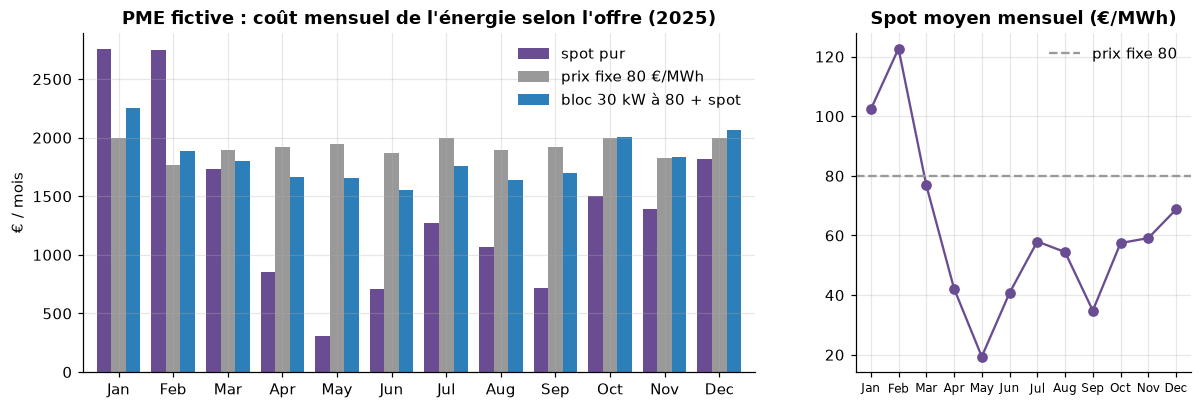 PME fictive : coût mensuel de l'énergie selon l'offre (2025)
spot pur
prix fixe 80 €/MWh
bloc 30 kW à 80 + spot
€ / mois
2500
2000
1500
1000
500
0
Jan Feb Mar Apr May Jun Jul Aug Sep Oct Nov Dec
Spot moyen mensuel (€/MWh)
prix fixe 80
120
100
80
60
40
20
Jan Feb Mar Apr May Jun Jul Aug Sep Oct Nov Dec